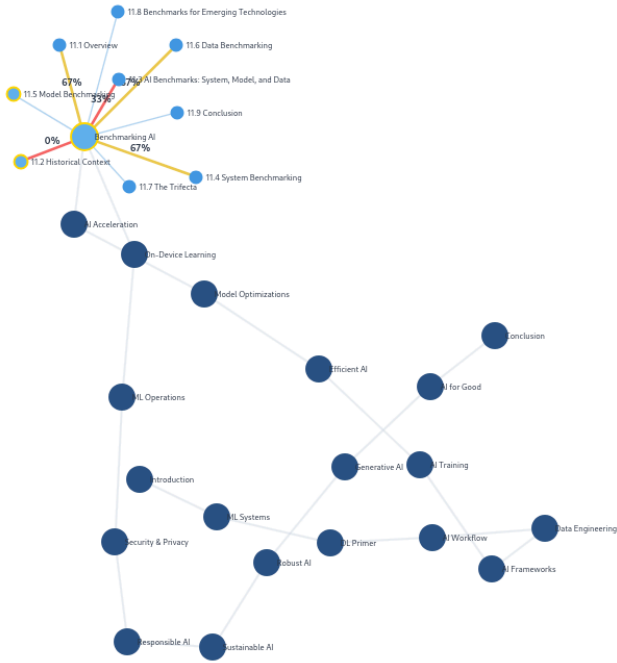 11.8 Benchmarks for Emerging Technologies
11.1 Overview
11.6 Data Benchmarking
67%
11.3 AI Benchmarks: System, Model, and Data
67%
11.5 Model Benchmarking
33%
11.9 Conclusion
Benchmarking AI
0%
67%
11.2 Historical Context
11.4 System Benchmarking
11.7 The Trifecta
AI Acceleration
On-Device Learning
Model Optimizations
Conclusion
Efficient AI
AI for Good
ML Operations
Generative AI
AI Training
Introduction
ML Systems
Data Engineering
AI Workflow
Security & Privacy
DL Primer
Robust AI
AI Frameworks
Responsible AI
Sustainable AI